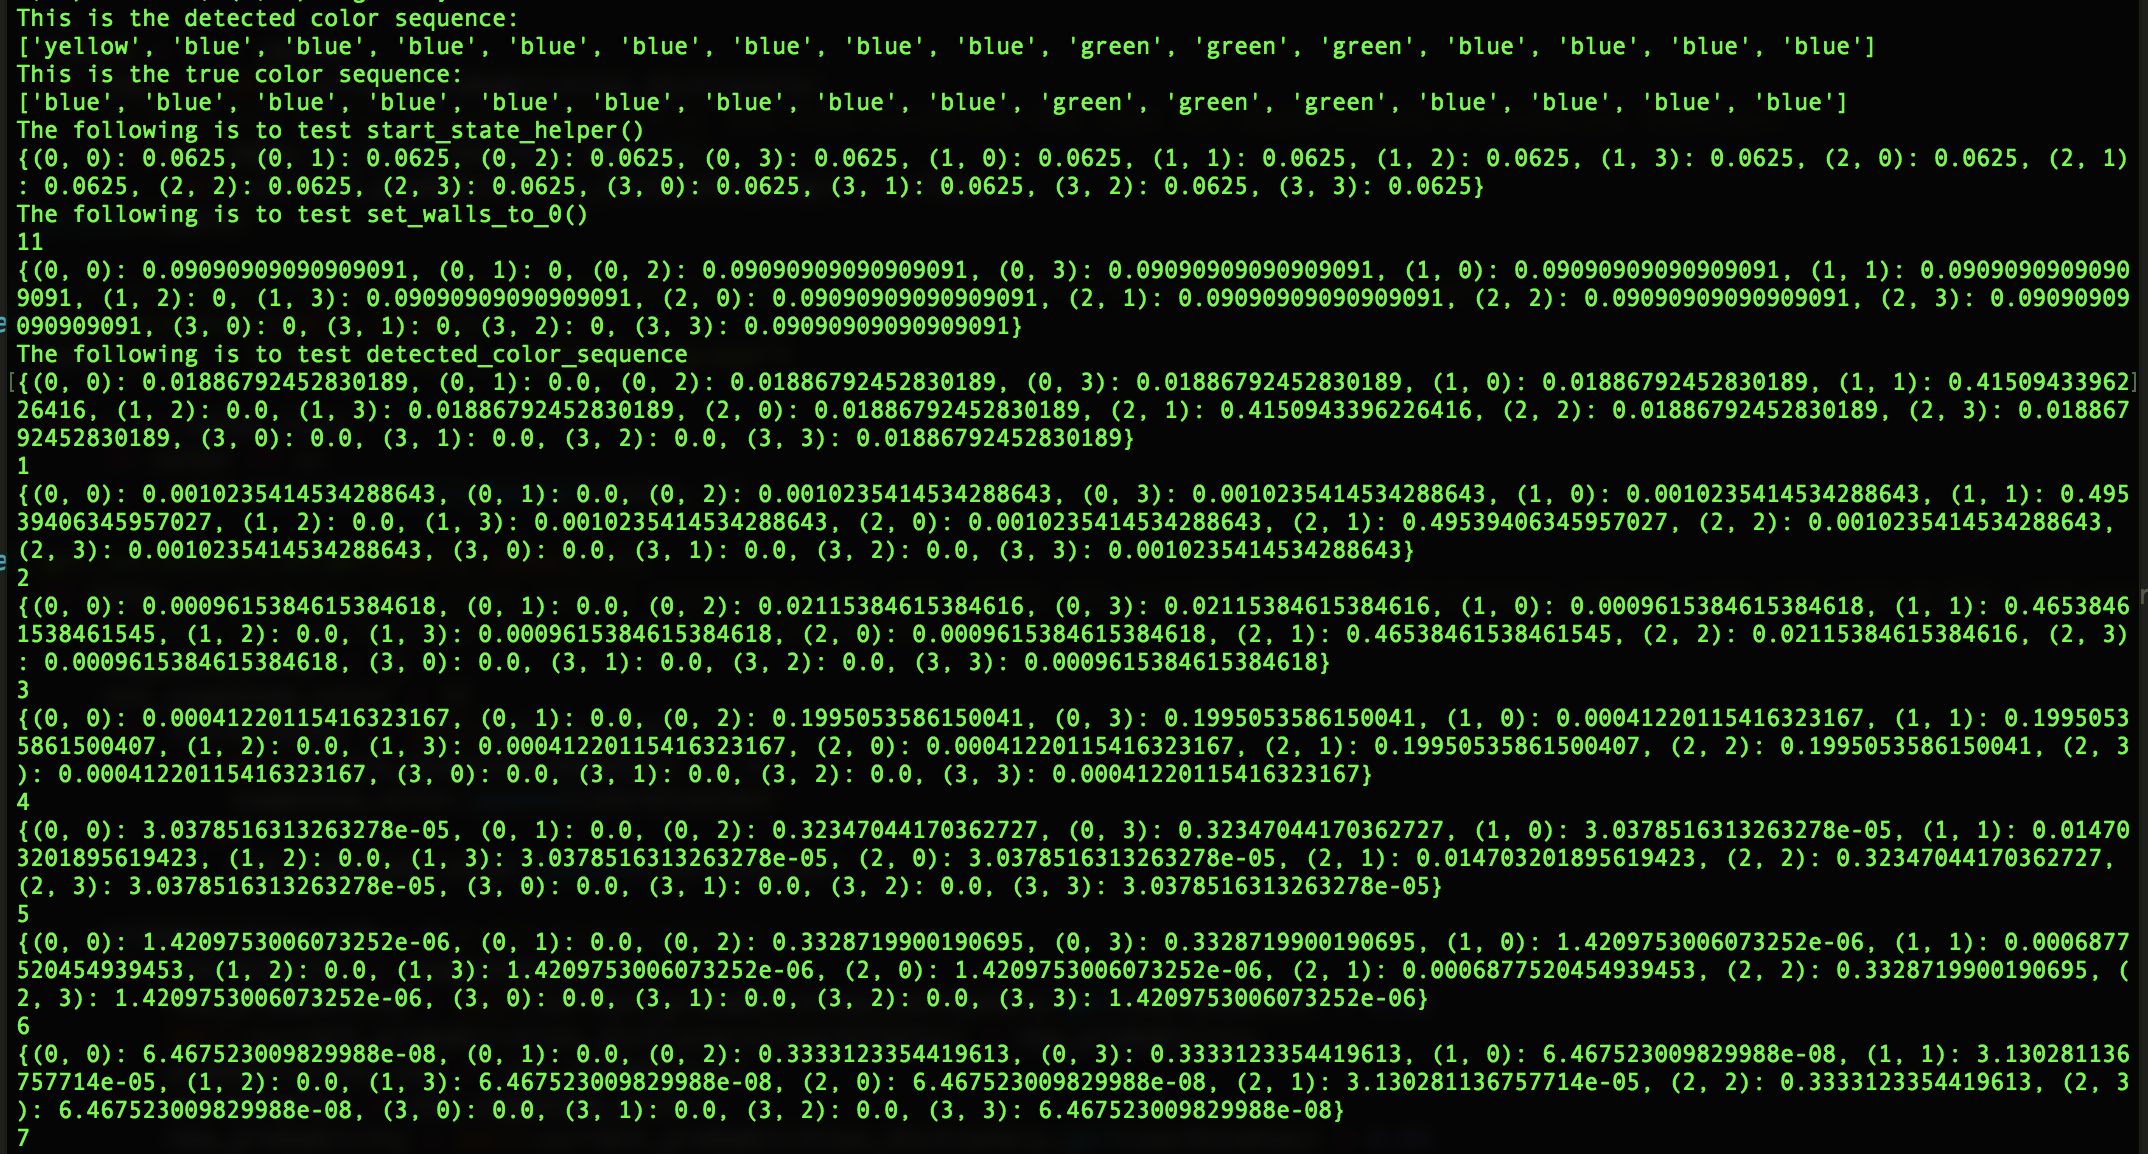 This is the detected color sequence:
['yellow', 'blue', 'blue', 'blue', 'blue', 'blue', 'blue', 'blue', 'blue', 'green', 'green', 'green', 'blue', 'blue', 'blue', 'blue']
This is the true color sequence:
['blue', 'blue', 'blue', 'blue', 'blue', 'blue', 'blue', 'blue', 'blue', 'green', 'green', 'green', 'blue', 'blue', 'blue', 'blue']
The following is to test start_state_helper()
{(0, 0): 0.0625, (0, 1): 0.0625, (0, 2): 0.0625, (0, 3): 0.0625, (1, 0): 0.0625, (1, 1): 0.0625, (1, 2): 0.0625, (1, 3): 0.0625, (2, 0): 0.0625, (2, 1)
: 0.0625, (2, 2): 0.0625, (2, 3): 0.0625, (3, 0): 0.0625, (3, 1): 0.0625, (3, 2): 0.0625, (3, 3): 0.0625}
The following is to test set_walls_to_0()
11
{(0, 0): 0.09090909090909091, (0, 1): 0, (0, 2): 0.09090909090909091, (0, 3): 0.09090909090909091, (1, 0): 0.09090909090909091, (1, 1): 0.0909090909090
9091, (1, 2): 0, (1, 3): 0.09090909090909091, (2, 0): 0.09090909090909091, (2, 1): 0.09090909090909091, (2, 2): 0.09090909090909091, (2, 3): 0.09090909
090909091, (3, 0): 0, (3, 1): 0, (3, 2): 0, (3, 3): 0.09090909090909091}
The following is to test detected_color_sequence
[{(0, 0): 0.01886792452830189, (0, 1): 0.0, (0, 2): 0.01886792452830189, (0, 3): 0.01886792452830189, (1, 0): 0.01886792452830189, (1, 1): 0.41509433962]
26416, (1, 2): 0.0, (1, 3): 0.01886792452830189, (2, 0): 0.01886792452830189, (2, 1): 0.4150943396226416, (2, 2): 0.01886792452830189, (2, 3): 0.018867
92452830189, (3, 0): 0.0, (3, 1): 0.0, (3, 2): 0.0, (3, 3): 0.01886792452830189}
1
{(0, 0): 0.0010235414534288643, (0, 1): 0.0, (0, 2): 0.0010235414534288643, (0, 3): 0.0010235414534288643, (1, 0): 0.0010235414534288643, (1, 1): 0.495
39406345957027, (1, 2): 0.0, (1, 3): 0.0010235414534288643, (2, 0): 0.0010235414534288643, (2, 1): 0.49539406345957027, (2, 2): 0.0010235414534288643,
(2, 3): 0.0010235414534288643, (3, 0): 0.0, (3, 1): 0.0, (3, 2): 0.0, (3, 3): 0.0010235414534288643}
2
{(0, 0): 0.0009615384615384618, (0, 1): 0.0, (0, 2): 0.02115384615384616, (0, 3): 0.02115384615384616, (1, 0): 0.0009615384615384618, (1, 1): 0.4653846
1538461545, (1, 2): 0.0, (1, 3): 0.0009615384615384618, (2, 0): 0.0009615384615384618, (2, 1): 0.46538461538461545, (2, 2): 0.02115384615384616, (2, 3)
: 0.0009615384615384618, (3, 0): 0.0, (3, 1): 0.0, (3, 2): 0.0, (3, 3): 0.0009615384615384618}
3
{(0, 0): 0.00041220115416323167, (0, 1): 0.0, (0, 2): 0.1995053586150041, (0, 3): 0.1995053586150041, (1, 0): 0.00041220115416323167, (1, 1): 0.1995053
5861500407, (1, 2): 0.0, (1, 3): 0.00041220115416323167, (2, 0): 0.00041220115416323167, (2, 1): 0.19950535861500407, (2, 2): 0.1995053586150041, (2, 3
): 0.00041220115416323167, (3, 0): 0.0, (3, 1): 0.0, (3, 2): 0.0, (3, 3): 0.00041220115416323167}
4
{(0, 0): 3.0378516313263278e-05, (0, 1): 0.0, (0, 2): 0.32347044170362727, (0, 3): 0.32347044170362727, (1, 0): 3.0378516313263278e-05, (1, 1): 0.01470
3201895619423, (1, 2): 0.0, (1, 3): 3.0378516313263278e-05, (2, 0): 3.0378516313263278e-05, (2, 1): 0.014703201895619423, (2, 2): 0.32347044170362727,
(2, 3): 3.0378516313263278e-05, (3, 0): 0.0, (3, 1): 0.0, (3, 2): 0.0, (3, 3): 3.0378516313263278e-05}
5
{(0, 0): 1.4209753006073252e-06, (0, 1): 0.0, (0, 2): 0.3328719900190695, (0, 3): 0.3328719900190695, (1, 0): 1.4209753006073252e-06, (1, 1): 0.0006877
520454939453, (1, 2): 0.0, (1, 3): 1.4209753006073252e-06, (2, 0): 1.4209753006073252e-06, (2, 1): 0.0006877520454939453, (2, 2): 0.3328719900190695, (
2, 3): 1.4209753006073252e-06, (3, 0): 0.0, (3, 1): 0.0, (3, 2): 0.0, (3, 3): 1.4209753006073252e-06}
6
{(0, 0): 6.467523009829988e-08, (0, 1): 0.0, (0, 2): 0.3333123354419613, (0, 3): 0.3333123354419613, (1, 0): 6.467523009829988e-08, (1, 1): 3.130281136
757714e-05, (1, 2): 0.0, (1, 3): 6.467523009829988e-08, (2, 0): 6.467523009829988e-08, (2, 1): 3.130281136757714e-05, (2, 2): 0.3333123354419613, (2, 3
): 6.467523009829988e-08, (3, 0): 0.0, (3, 1): 0.0, (3, 2): 0.0, (3, 3): 6.467523009829988e-08}
7